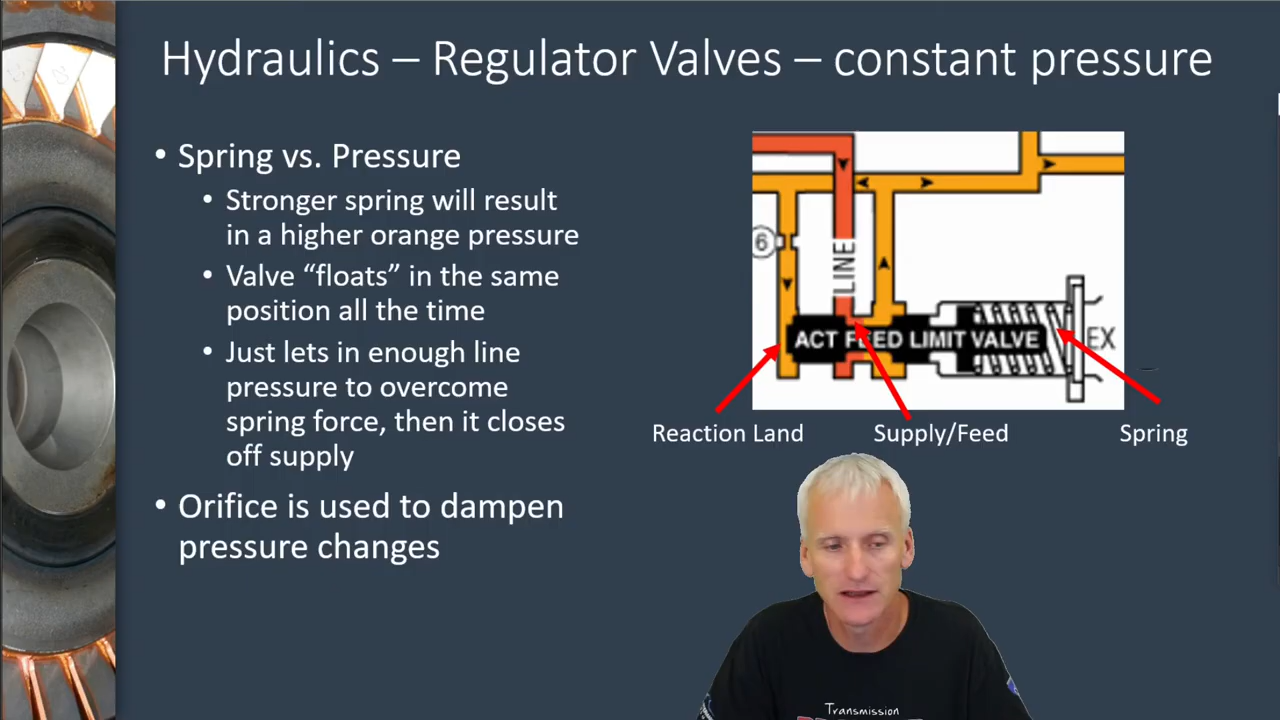 Hydraulics – Regulator Valves – constant pressure
• Spring vs. Pressure
• Stronger spring will result
in a higher orange pressure
• Valve “floats” in the same
position all the time
• Just lets in enough line
pressure to overcome
spring force, then it closes
off supply
• Orifice is used to dampen
pressure changes
6
LINE
ACT FEED LIMIT VALVE
EX
Reaction Land
Supply/Feed
Spring
Transmission